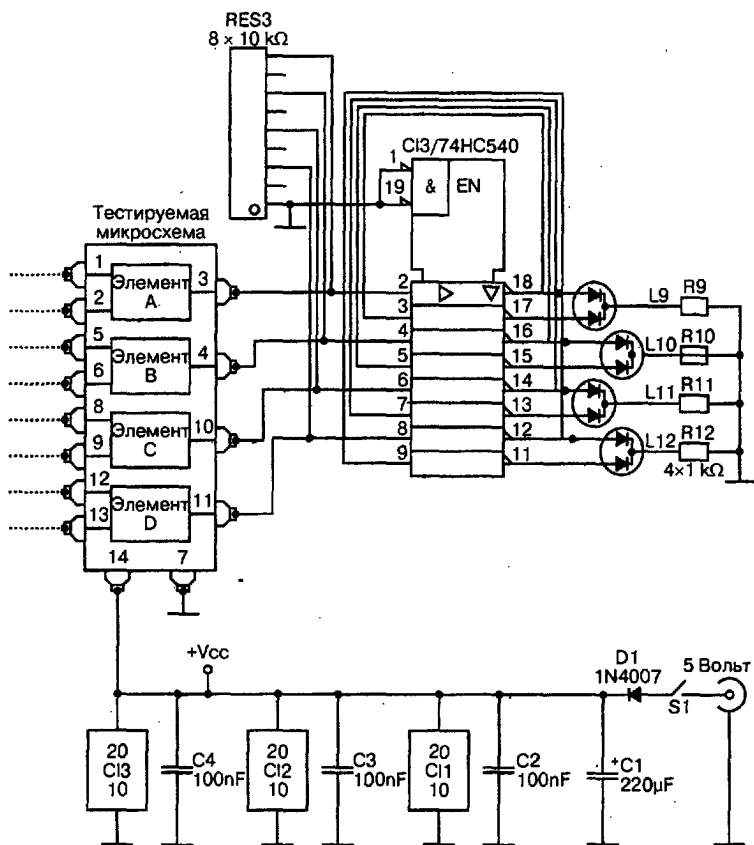 RES3
8 × 10 kΩ
CI3/74HC540
1
19
&
EN
Тестируемая
микросхема
1
2
Элемент
A
3
5
6
Элемент
B
4
8
9
Элемент
C
10
12
13
Элемент
D
11
14
7
2
3
4
5
6
7
8
9
18
17
16
15
14
13
12
11
L9
R9
L10
R10
L11
R11
L12
R12
4×1 kΩ
+Vcc
D1
1N4007
5 Вольт
S1
20
CI3
10
C4
100nF
20
CI2
10
C3
100nF
20
CI1
10
C2
100nF
+C1
220µF